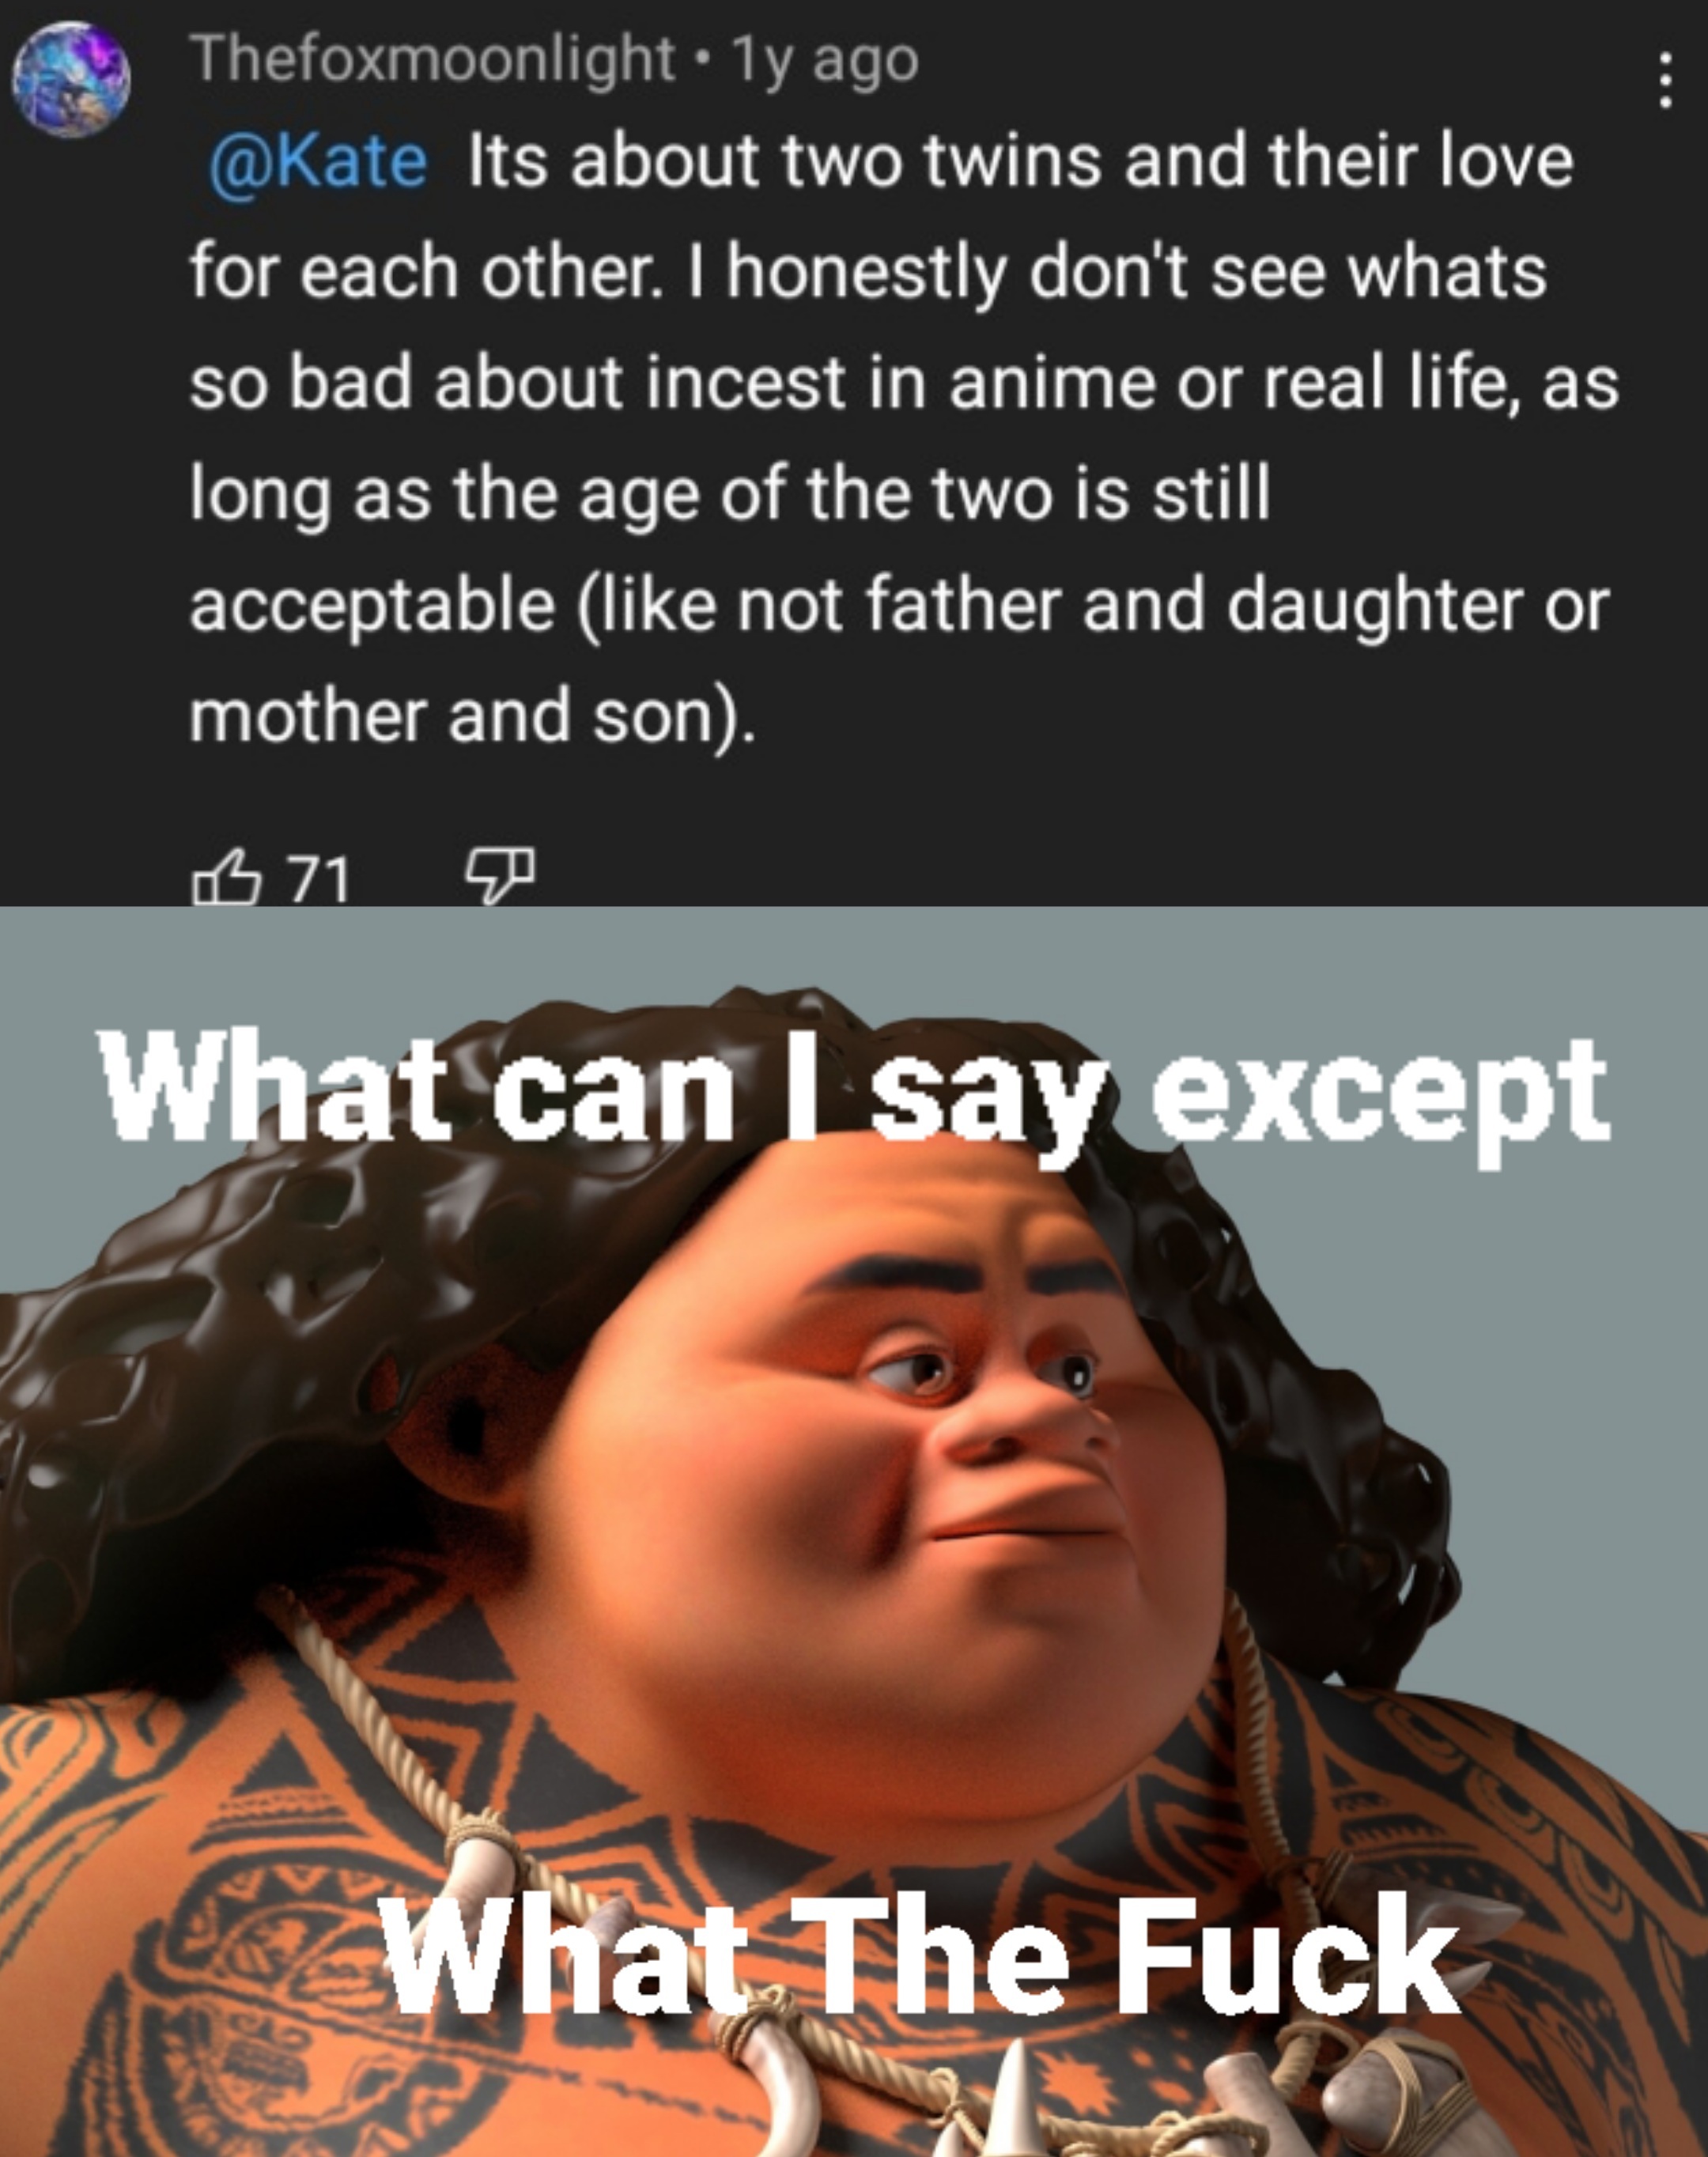 Thefoxmoonlight • 1y ago
@Kate Its about two twins and their love
for each other. I honestly don't see whats
so bad about incest in anime or real life, as
long as the age of the two is still
acceptable (like not father and daughter or
mother and son).
71
What can I say except
What The Fuck